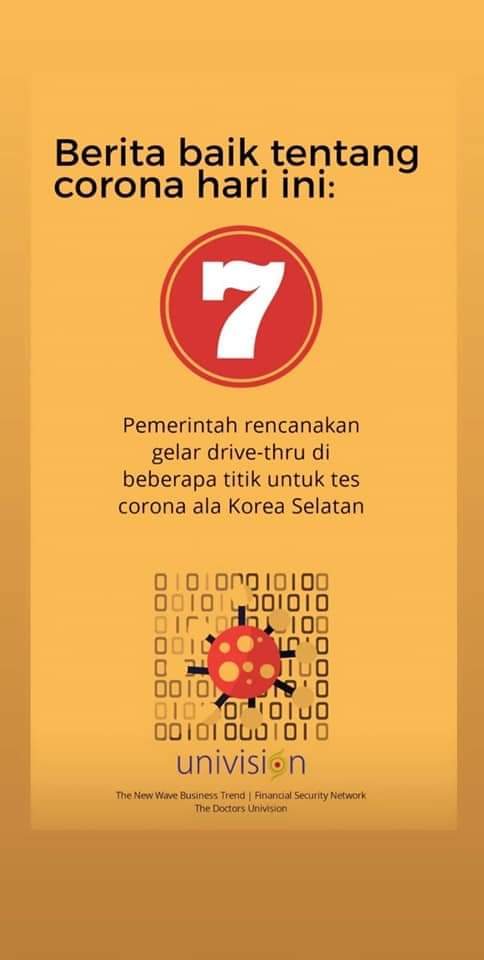 Berita baik tentang
corona hari ini:
7
Pemerintah rencanakan
gelar drive-thru di
beberapa titik untuk tes
corona ala Korea Selatan
univision
The New Wave Business Trend | Financial Security Network
The Doctors Univision